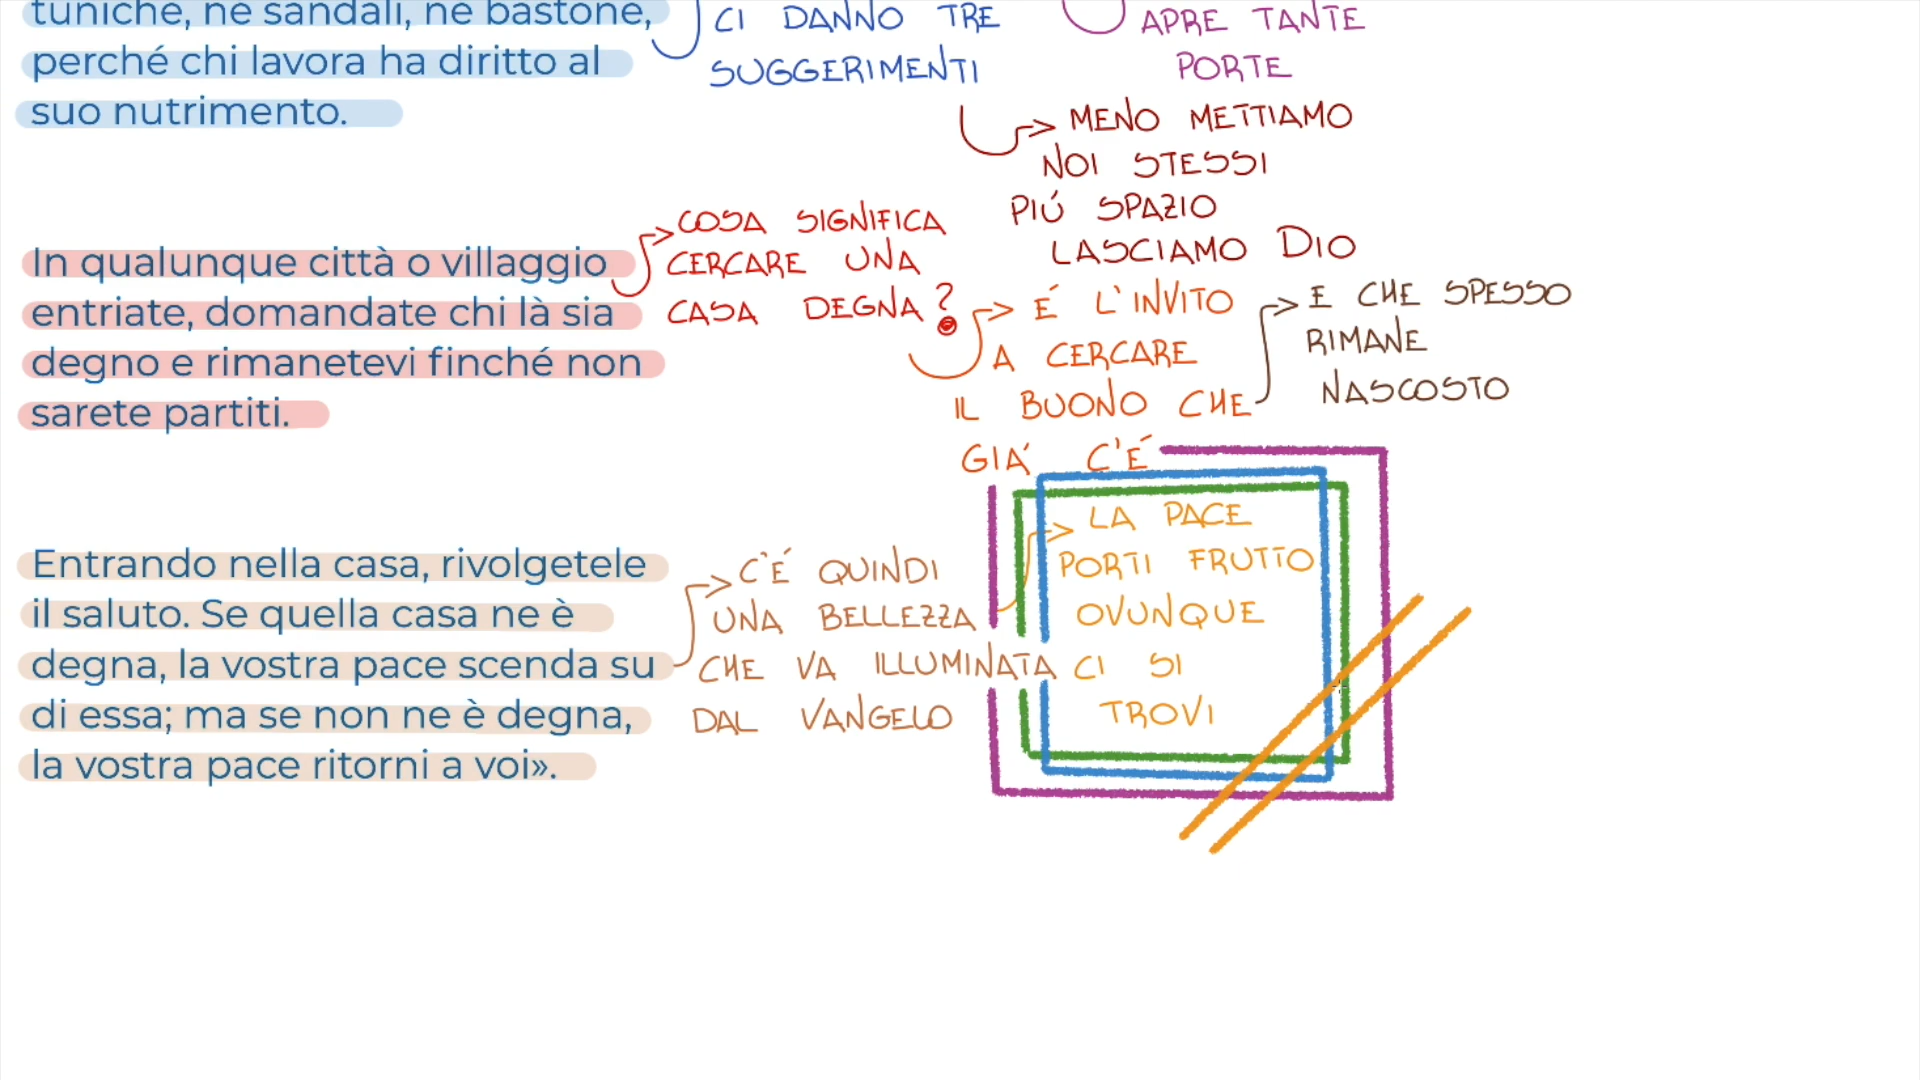 tuniche, né sandali, né bastone,
perché chi lavora ha diritto al
suo nutrimento.
CI DANNO TRE
SUGGERIMENTI
APRE TANTE
PORTE
MENO METTIAMO
NOI STESSI
PIÚ SPAZIO
LASCIAMO DIO
In qualunque città o villaggio
entriate, domandate chi là sia
degno e rimanetevi finché non
sarete partiti.
COSA SIGNIFICA
CERCARE UNA
CASA DEGNA?
É L'INVITO
A CERCARE
IL BUONO CHE
GIA' C'É
E CHE SPESSO
RIMANE
NASCOSTO
Entrando nella casa, rivolgetele
il saluto. Se quella casa ne è
degna, la vostra pace scenda su
di essa; ma se non ne è degna,
la vostra pace ritorni a voi».
C'É QUINDI
UNA BELLEZZA
CHE VA ILLUMINATA
DAL VANGELO
LA PACE
PORTI FRUTTO
OVUNQUE
CI SI
TROVI